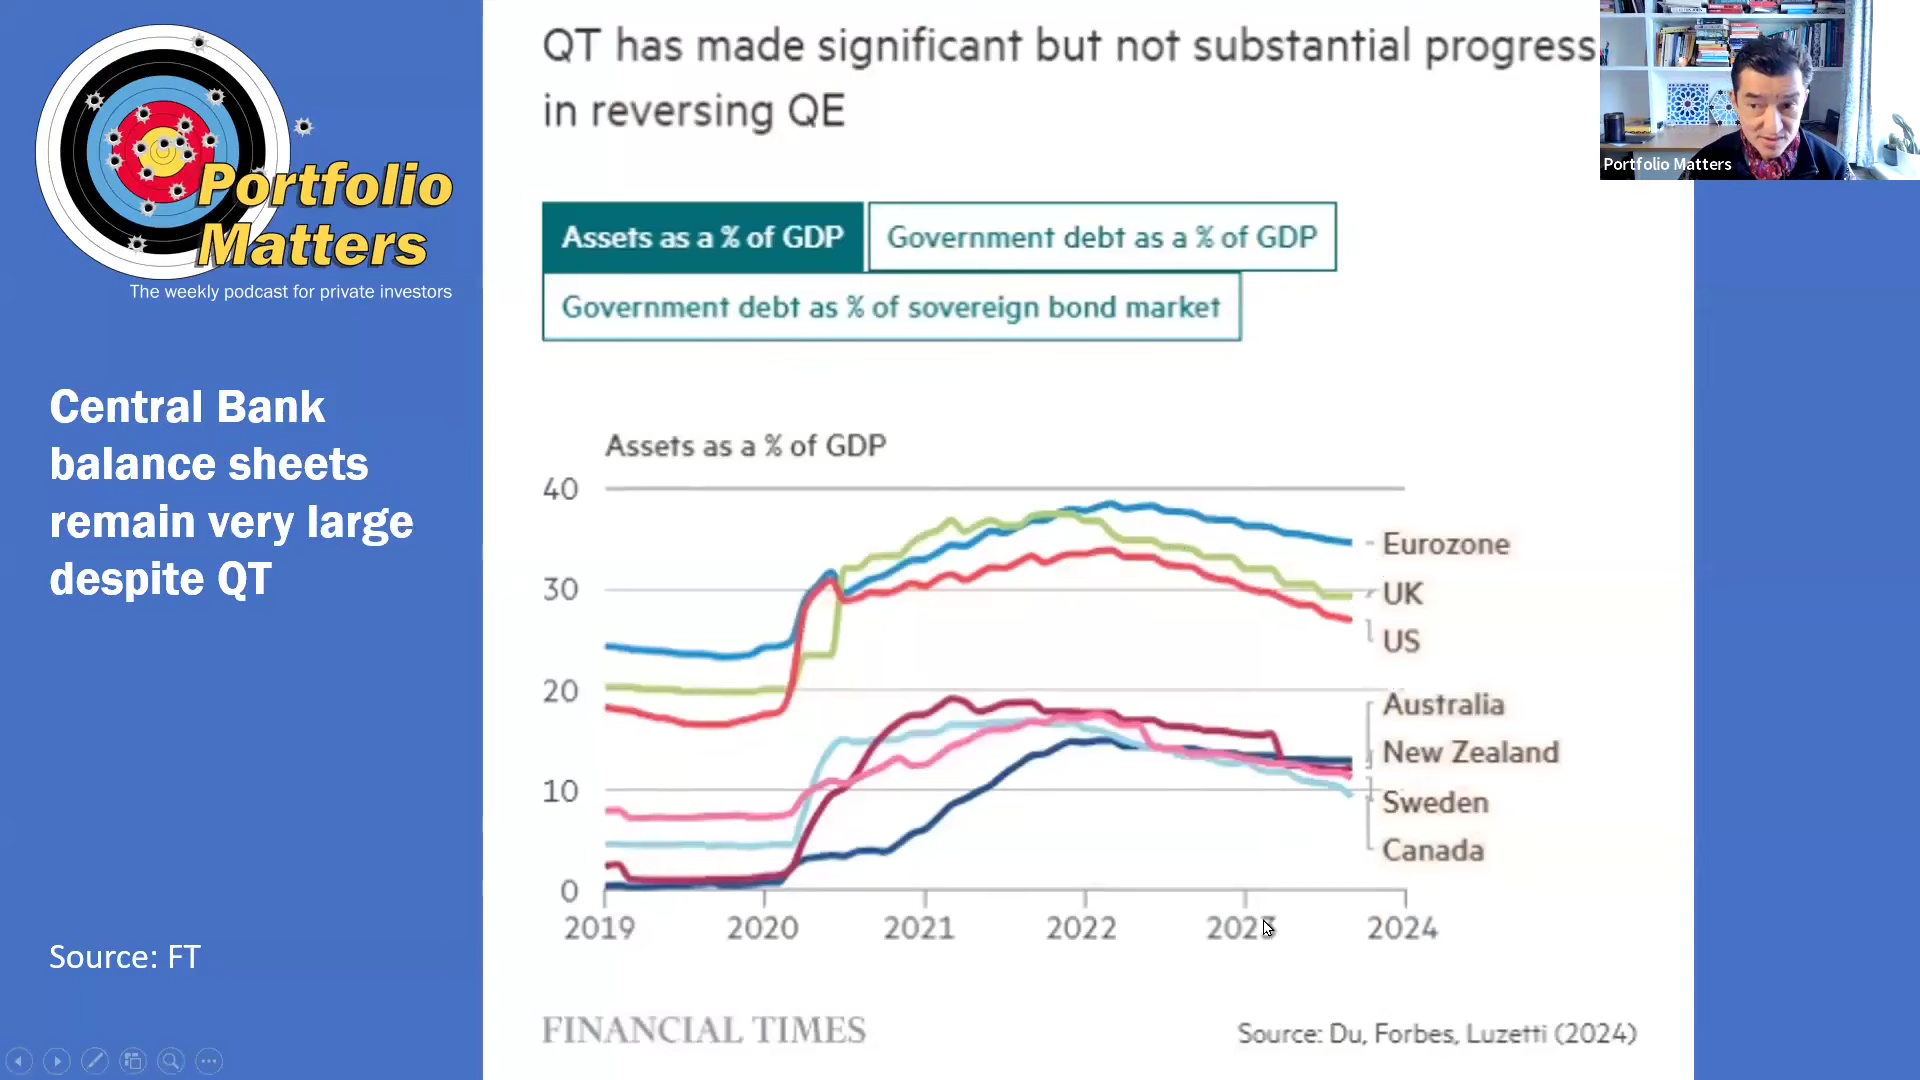 Portfolio
Matters
The weekly podcast for private investors
Central Bank
balance sheets
remain very large
despite QT
Source: FT
QT has made significant but not substantial progress
in reversing QE
Assets as a % of GDP
Government debt as a % of GDP
Government debt as % of sovereign bond market
Assets as a % of GDP
40
30
20
10
0
2019
2020
2021
2022
2023
2024
Eurozone
UK
US
Australia
New Zealand
Sweden
Canada
FINANCIAL TIMES
Source: Du, Forbes, Luzetti (2024)
Portfolio Matters